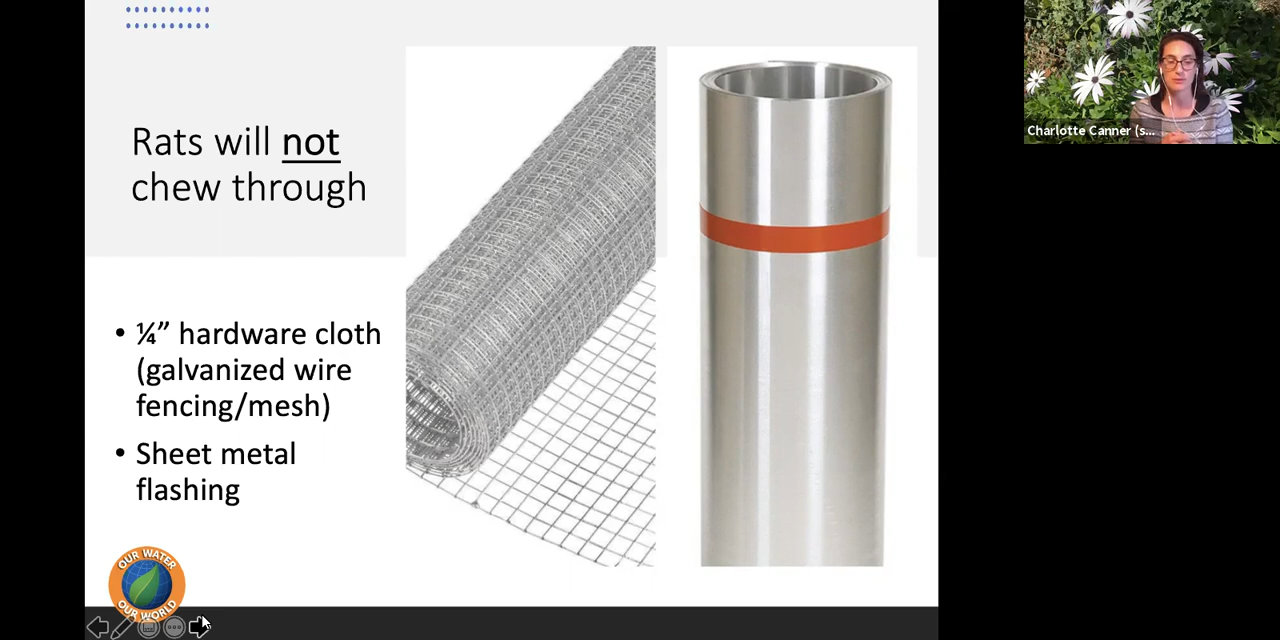 Rats will not
chew through
• ¼” hardware cloth
(galvanized wire
fencing/mesh)
• Sheet metal
flashing
OUR WATER
OUR WORLD
Charlotte Canner (s...